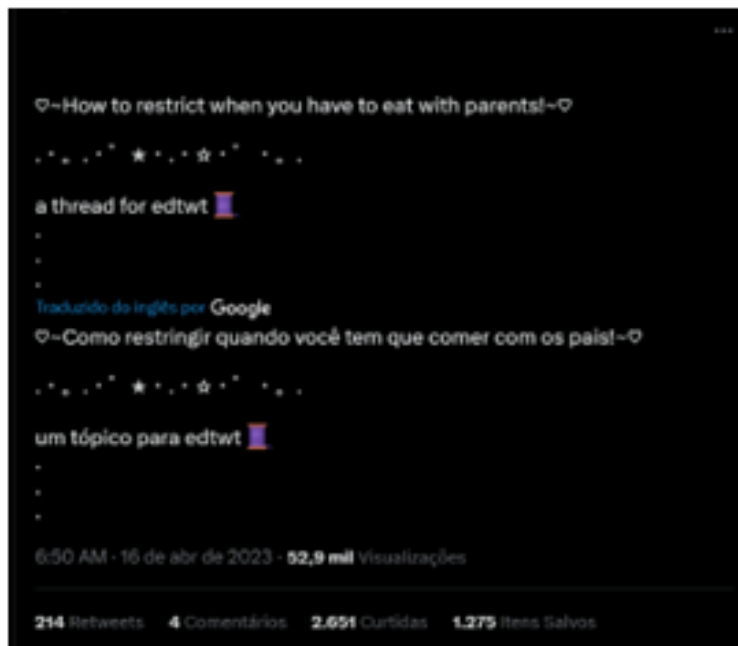 ♡~How to restrict when you have to eat with parents!~♡
. · 。 . · ˚ ★ · . · ☆ · ˚ · 。 .
a thread for edtwt 🧵
.
.
.
Traduzido do inglês por Google
♡~Como restringir quando você tem que comer com os pais!~♡
. · 。 . · ˚ ★ · . · ☆ · ˚ · 。 .
um tópico para edtwt 🧵
.
.
.
6:50 AM · 16 de abr de 2023 · 52,9 mil Visualizações
214 Retweets 4 Comentários 2.651 Curtidas 1.275 Itens Salvos